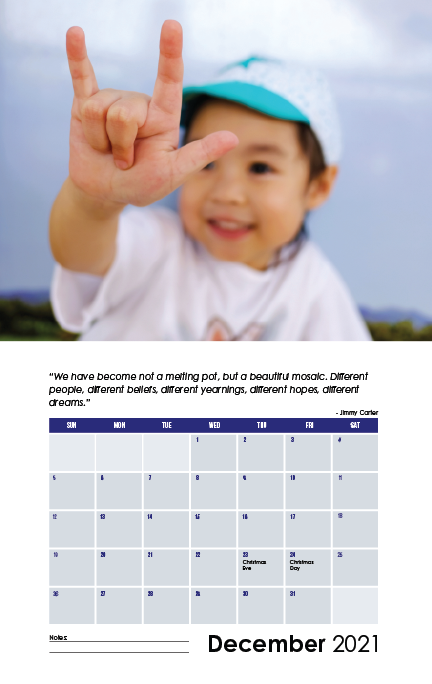 “We have become not a melting pot, but a beautiful mosaic. Different
people, different beliefs, different yearnings, different hopes, different
dreams.”
- Jimmy Carter
SUN MON TUE WED THU FRI SAT
1 2 3 4
5 6 7 8 9 10 11
12 13 14 15 16 17 18
19 20 21 22 23 24 25
Christmas Christmas
Eve Day
26 27 28 29 30 31
Notes:
December 2021